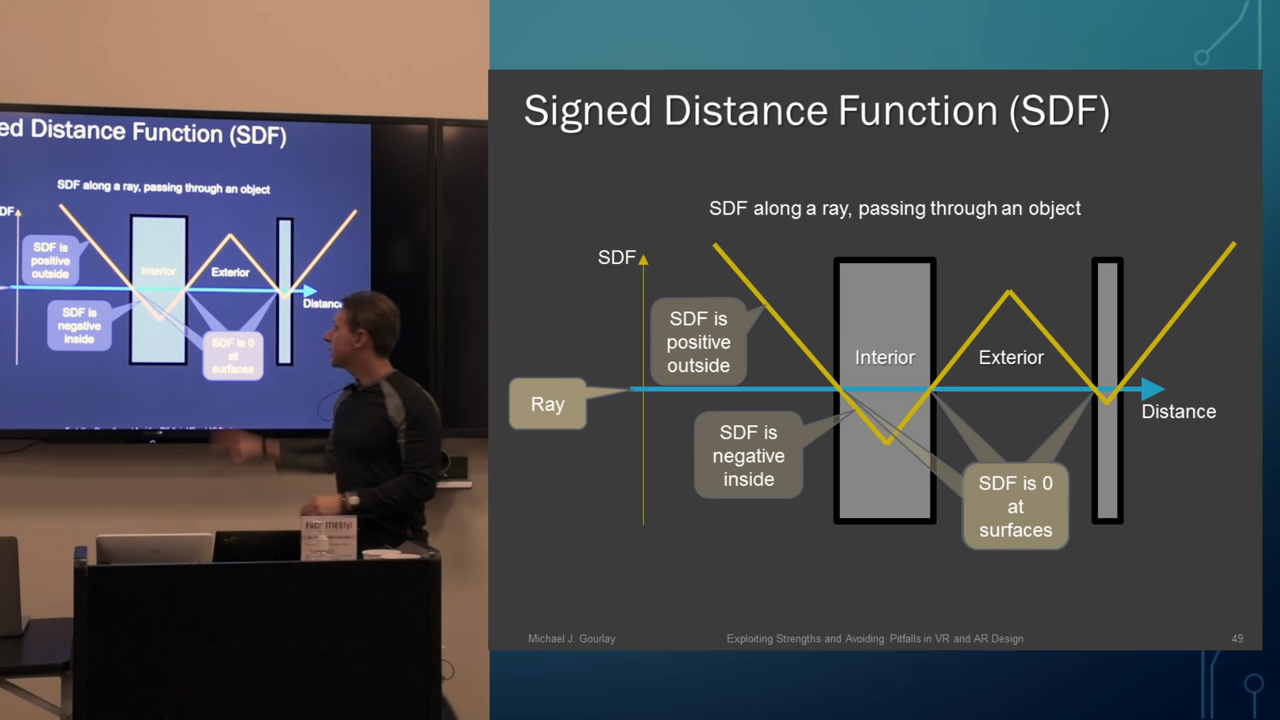 ed Distance Function (SDF)
SDF along a ray, passing through an object
DF
SDF is
positive
outside
Interior
Exterior
Distance
SDF is
negative
inside
SDF is 0
at
surfaces
Signed Distance Function (SDF)
SDF along a ray, passing through an object
SDF
SDF is
positive
outside
Interior
Exterior
Ray
Distance
SDF is
negative
inside
SDF is 0
at
surfaces
Michael J. Gourlay
Exploiting Strengths and Avoiding Pitfalls in VR and AR Design
49